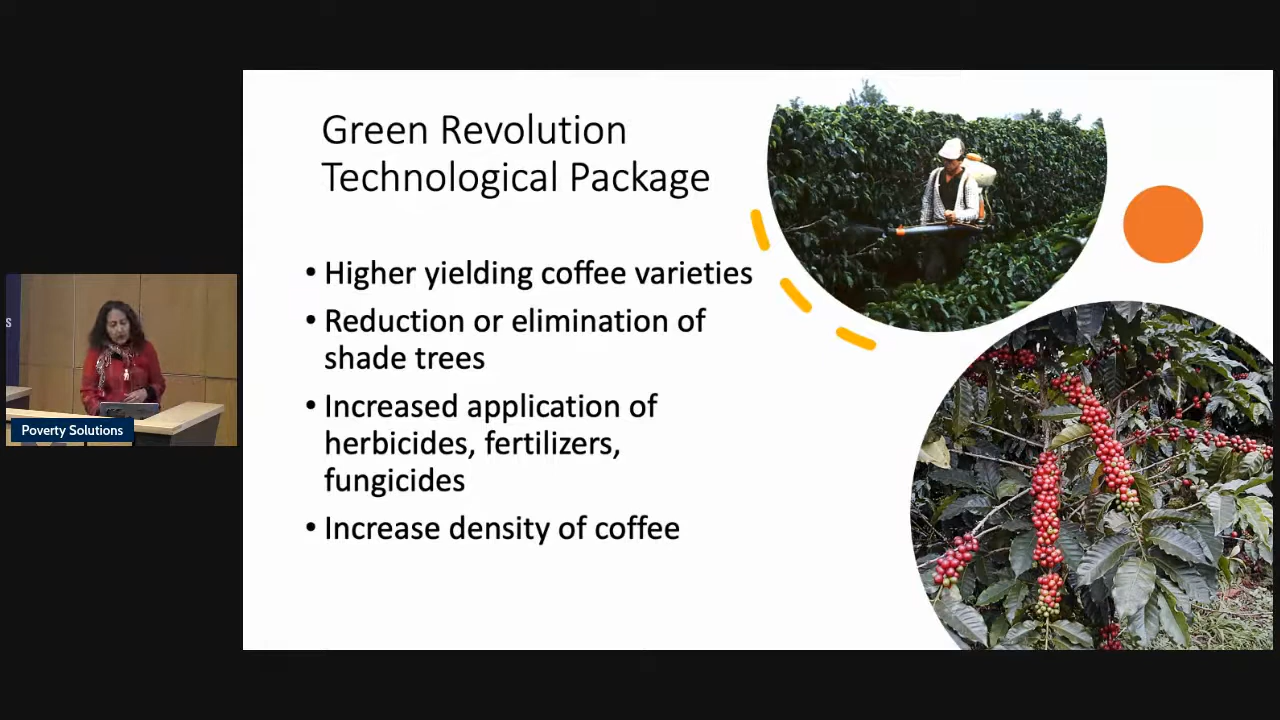 Green Revolution
Technological Package
• Higher yielding coffee varieties
• Reduction or elimination of
shade trees
• Increased application of
herbicides, fertilizers,
fungicides
• Increase density of coffee
Poverty Solutions